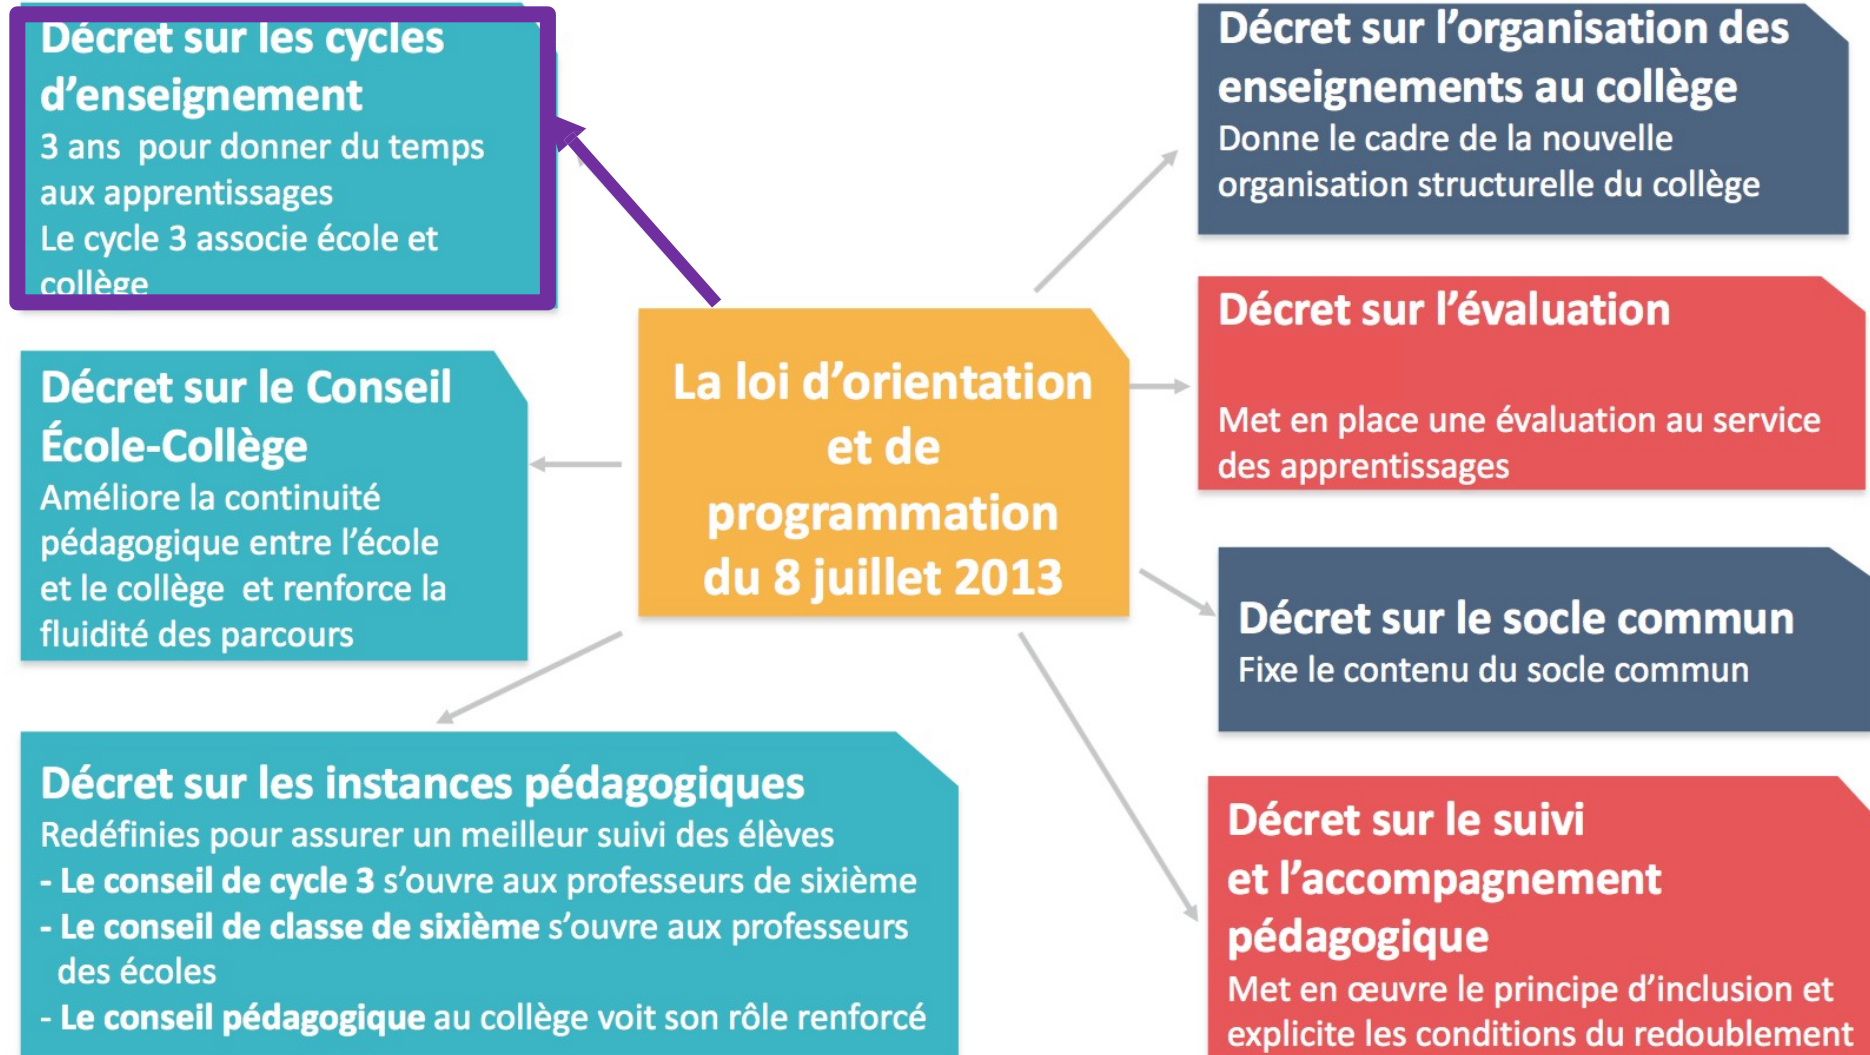 Décret sur les cycles
d’enseignement
3 ans pour donner du temps
aux apprentissages
Le cycle 3 associe école et
collège
Décret sur le Conseil
École-Collège
Améliore la continuité
pédagogique entre l’école
et le collège et renforce la
fluidité des parcours
Décret sur les instances pédagogiques
Redéfinies pour assurer un meilleur suivi des élèves
- Le conseil de cycle 3 s’ouvre aux professeurs de sixième
- Le conseil de classe de sixième s’ouvre aux professeurs
des écoles
- Le conseil pédagogique au collège voit son rôle renforcé
La loi d’orientation
et de
programmation
du 8 juillet 2013
Décret sur l’organisation des
enseignements au collège
Donne le cadre de la nouvelle
organisation structurelle du collège
Décret sur l’évaluation
Met en place une évaluation au service
des apprentissages
Décret sur le socle commun
Fixe le contenu du socle commun
Décret sur le suivi
et l’accompagnement
pédagogique
Met en œuvre le principe d’inclusion et
explicite les conditions du redoublement